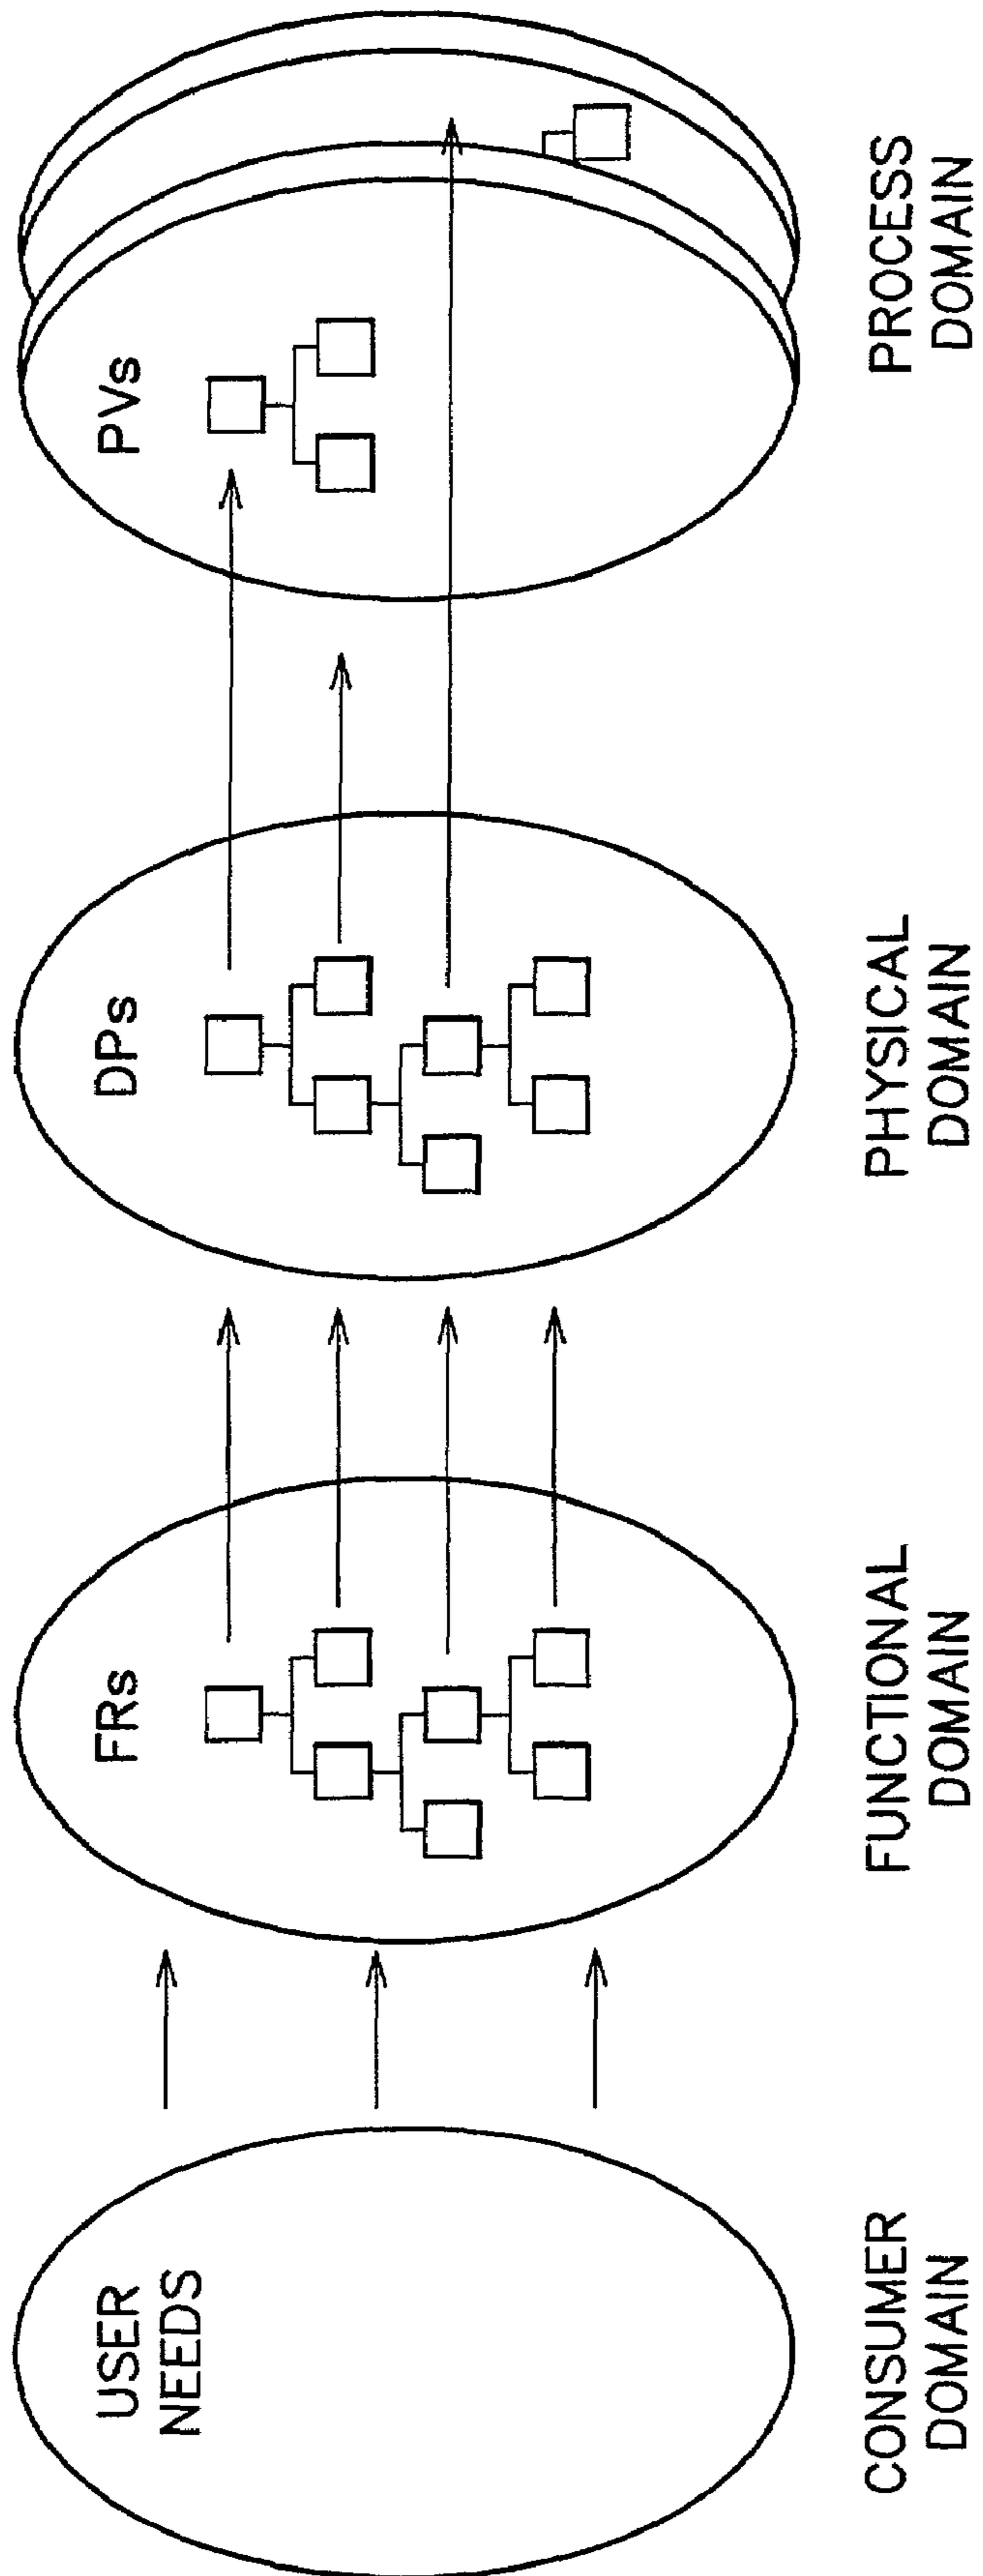 USER
NEEDS
FRs
DPs
PVs
CONSUMER
DOMAIN
FUNCTIONAL
DOMAIN
PHYSICAL
DOMAIN
PROCESS
DOMAIN